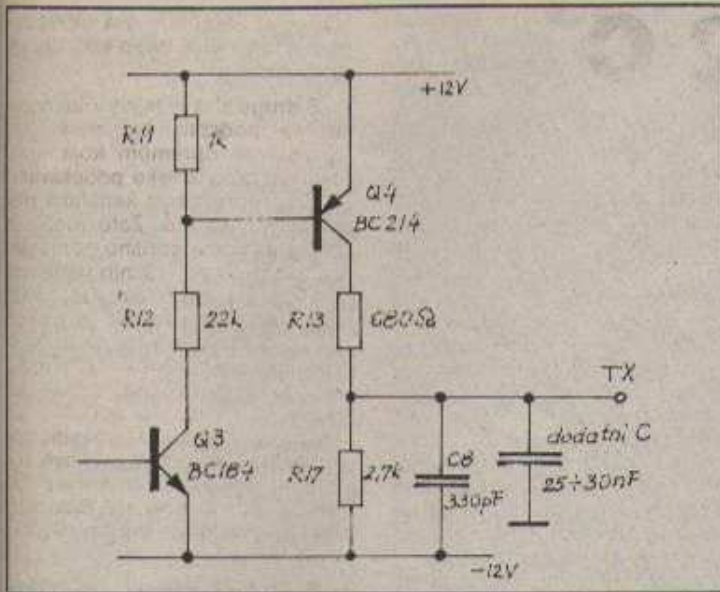 +12V
R11
1k
Q4
BC214
R12
22k
R13
680Ω
TX
Q3
BC184
R17
2,7k
C8
330pF
dodatni C
25÷30nF
-12V